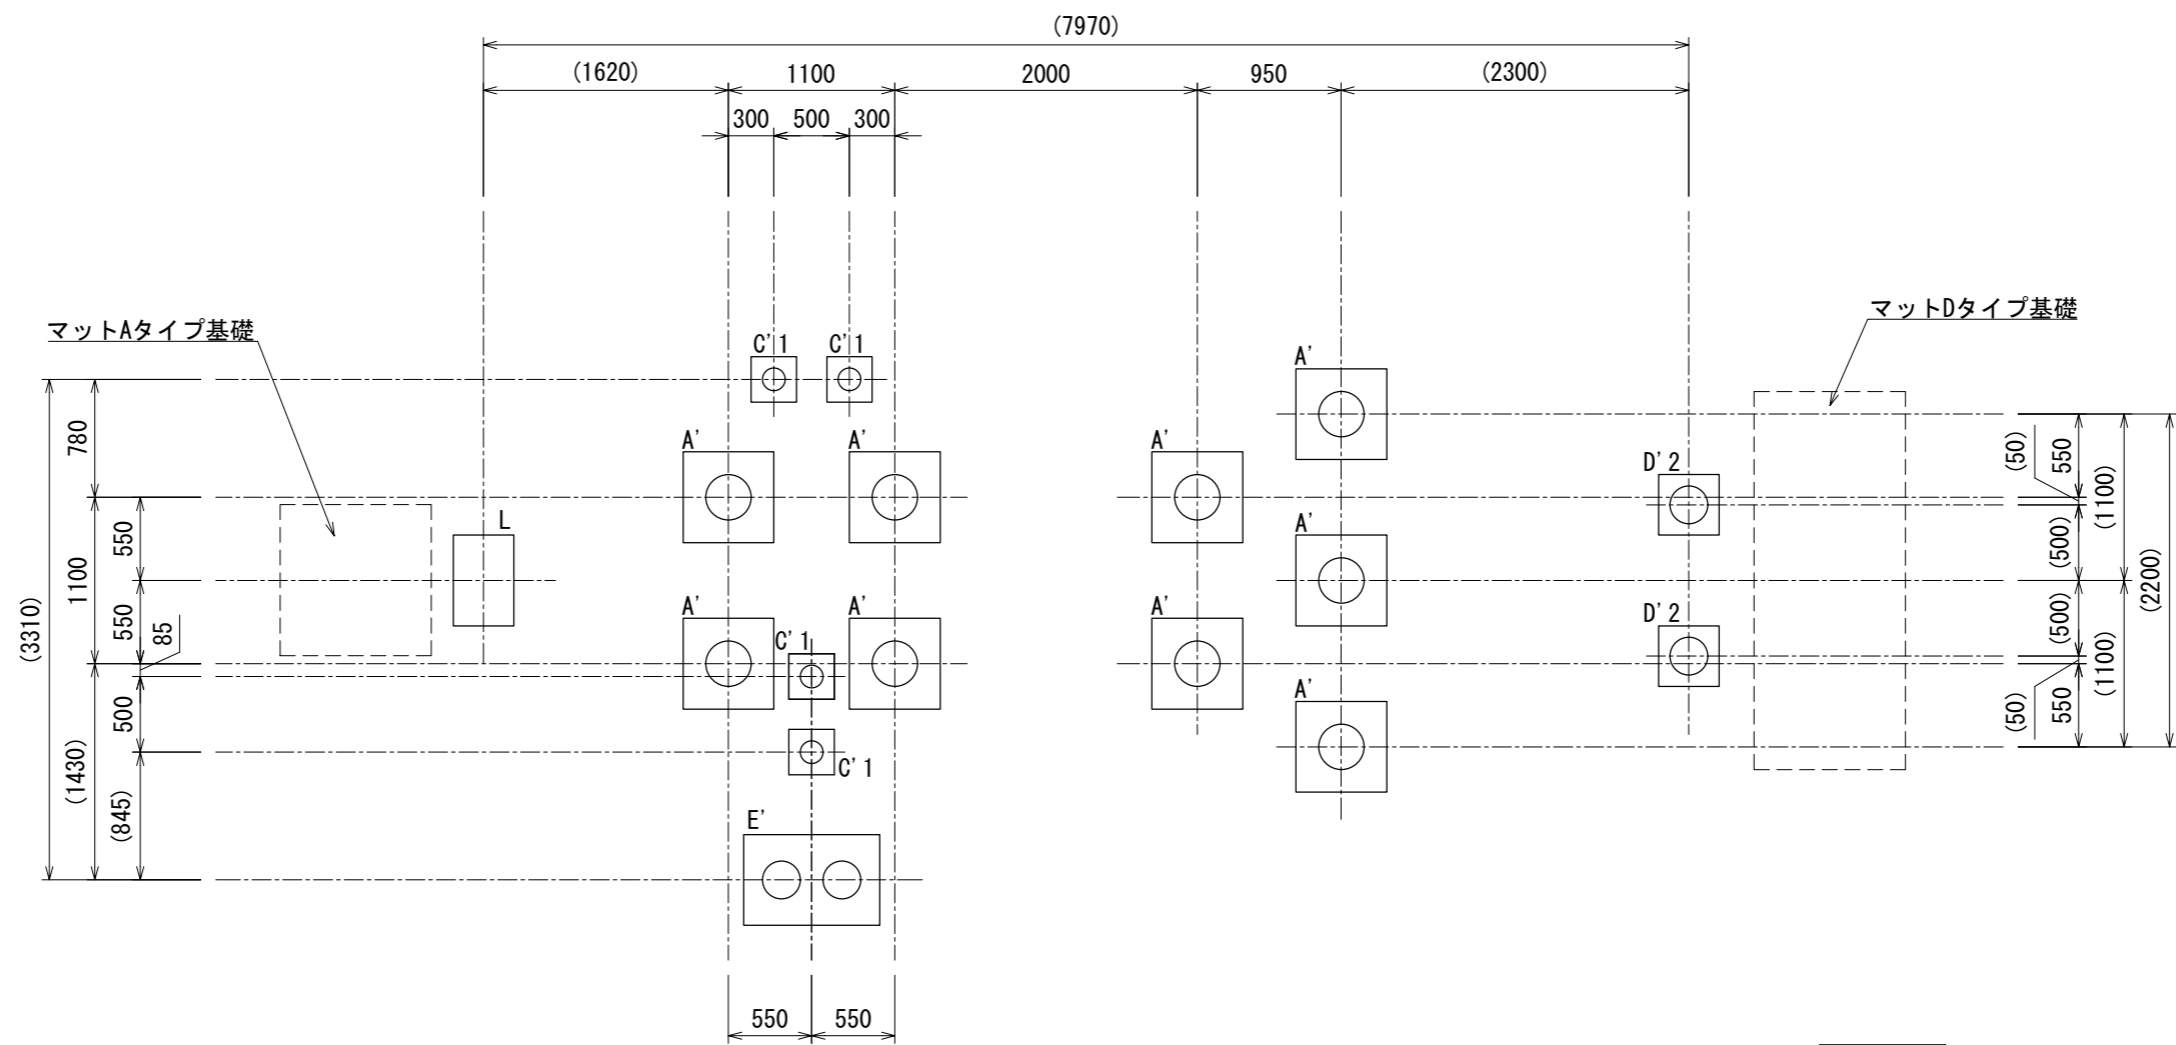 (7970)
(1620) 1100 2000 950 (2300)
300 500 300
マットAタイプ基礎
マットDタイプ基礎
C'1 C'1
A'
A' A' A'
D'2
L
A'
D'2
A' A' A'
C'1
A'
C'1
E'
(3310)
780
1100
(1430)
550
550
85
500
(845)
(50)
550
(500)
(500)
(50)
550
(1100)
(1100)
(2200)
550 550